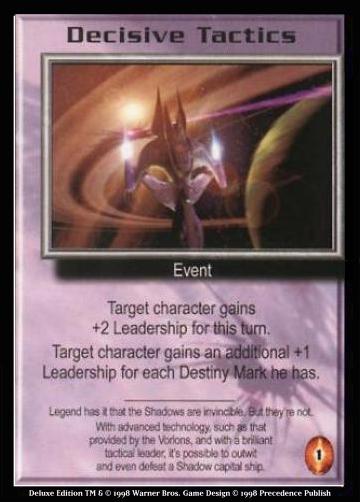 Decisive Tactics
Event
Target character gains
+2 Leadership for this turn.
Target character gains an additional +1
Leadership for each Destiny Mark he has.
Legend has it that the Shadows are invincible. But they're not.
With advanced technology, such as that
provided by the Vorlons, and with a brilliant
tactical leader, it's possible to outwit
and even defeat a Shadow capital ship.
1
Deluxe Edition TM & © 1998 Warner Bros. Game Design © 1998 Precedence Publish